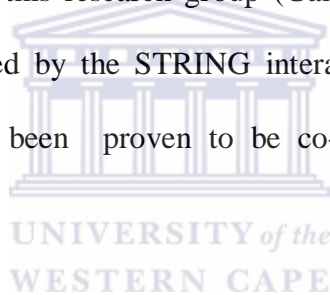 this research group (
ed by the STRING intera
been proven to be co-
UNIVERSITY of the
WESTERN CAPE